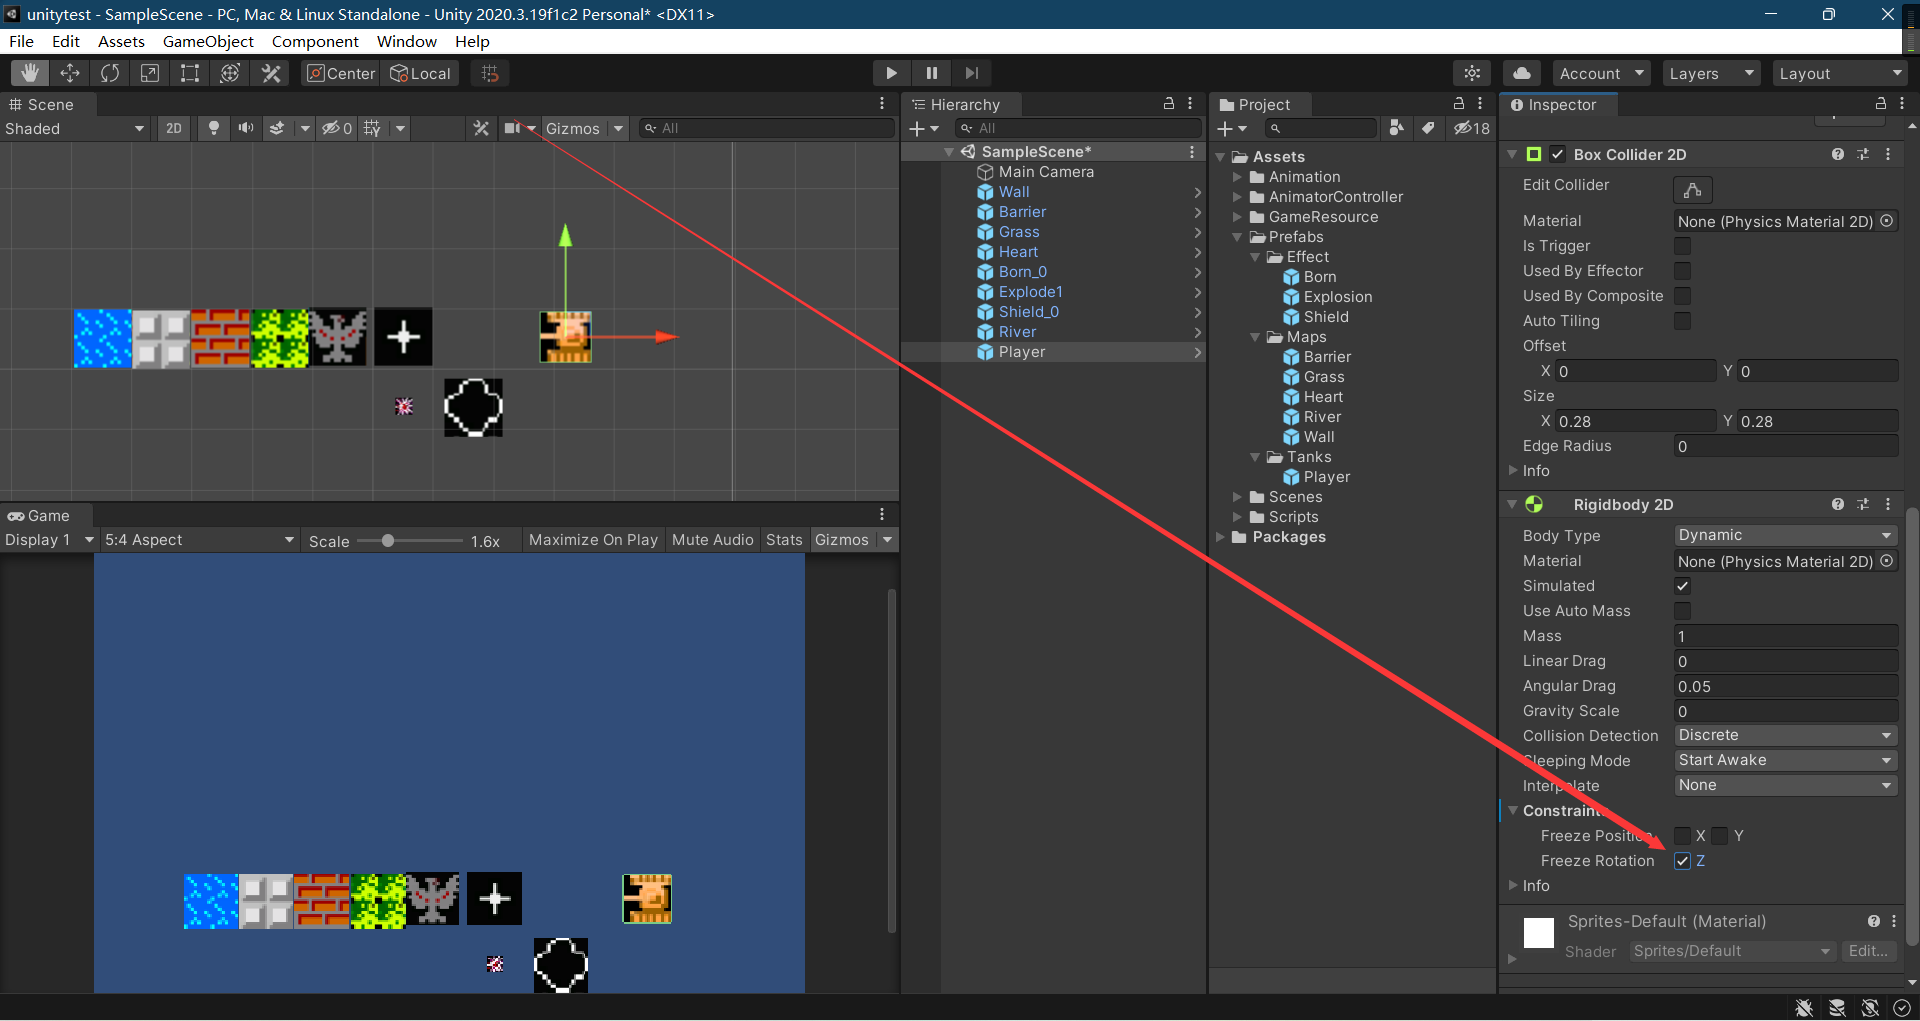 unitytest - SampleScene - PC, Mac & Linux Standalone - Unity 2020.3.19f1c2 Personal* <DX11>
File Edit Assets GameObject Component Window Help
Center Local Account Layers Layout
Scene
Shaded 2D 0 Gizmos All
Game
Display 1 5:4 Aspect Scale 1.6x Maximize On Play Mute Audio Stats Gizmos
Hierarchy
All
SampleScene*
Main Camera
Wall
Barrier
Grass
Heart
Born_0
Explode1
Shield_0
River
Player
Project
18
Assets
Animation
AnimatorController
GameResource
Prefabs
Effect
Born
Explosion
Shield
Maps
Barrier
Grass
Heart
River
Wall
Tanks
Player
Scenes
Scripts
Packages
Inspector
Box Collider 2D
Edit Collider
Material None (Physics Material 2D)
Is Trigger
Used By Effector
Used By Composite
Auto Tiling
Offset
X 0 Y 0
Size
X 0.28 Y 0.28
Edge Radius 0
Info
Rigidbody 2D
Body Type Dynamic
Material None (Physics Material 2D)
Simulated
Use Auto Mass
Mass 1
Linear Drag 0
Angular Drag 0.05
Gravity Scale 0
Collision Detection Discrete
Sleeping Mode Start Awake
Interpolate None
Constraints
Freeze Position X Y
Freeze Rotation Z
Info
Sprites-Default (Material)
Shader Sprites/Default Edit...